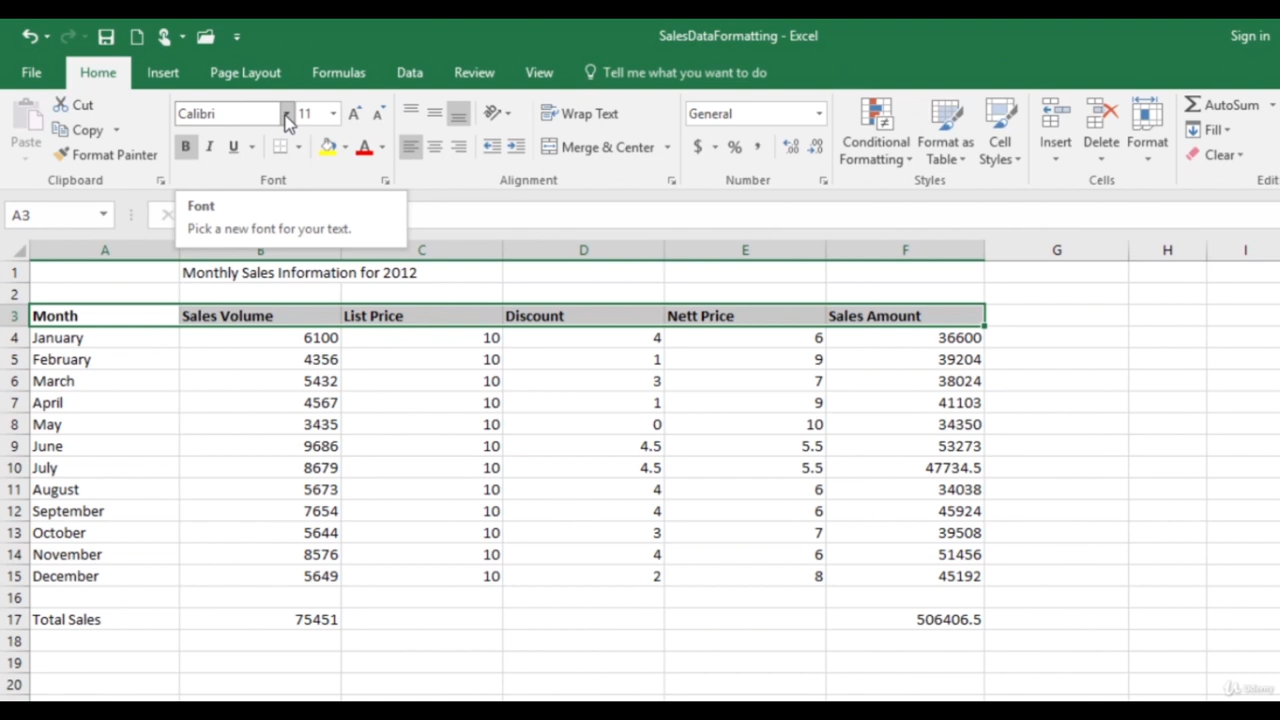 SalesDataFormatting - Excel
Sign in
File Home Insert Page Layout Formulas Data Review View Tell me what you want to do
Paste
Cut
Copy
Format Painter
Clipboard
Calibri 11
B I U A
Font
Wrap Text
Merge & Center
Alignment
General
$ % ,
Number
Conditional Formatting
Format as Table
Cell Styles
Styles
Insert
Delete
Format
Cells
AutoSum
Fill
Clear
Edit
A3
Font
Pick a new font for your text.
A B C D E F G H I
1 Monthly Sales Information for 2012
2
3 Month Sales Volume List Price Discount Nett Price Sales Amount
4 January 6100 10 4 6 36600
5 February 4356 10 1 9 39204
6 March 5432 10 3 7 38024
7 April 4567 10 1 9 41103
8 May 3435 10 0 10 34350
9 June 9686 10 4.5 5.5 53273
10 July 8679 10 4.5 5.5 47734.5
11 August 5673 10 4 6 34038
12 September 7654 10 4 6 45924
13 October 5644 10 3 7 39508
14 November 8576 10 4 6 51456
15 December 5649 10 2 8 45192
16
17 Total Sales 75451 506406.5
18
19
20
Udemy